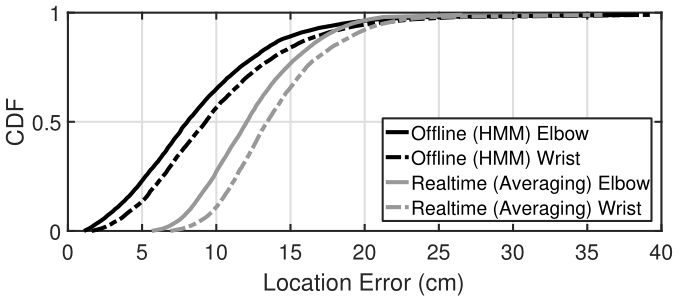 1
CDF
0.5
Offline (HMM) Elbow
Offline (HMM) Wrist
Realtime (Averaging) Elbow
Realtime (Averaging) Wrist
0
0 5 10 15 20 25 30 35 40
Location Error (cm)